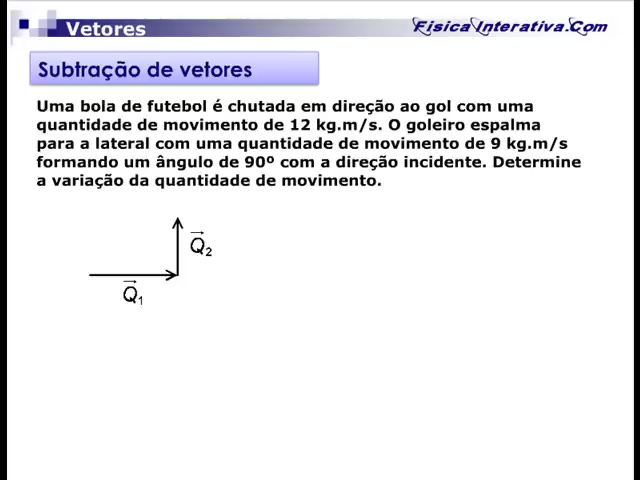 Vetores
Física Interativa.Com
Subtração de vetores
Uma bola de futebol é chutada em direção ao gol com uma
quantidade de movimento de 12 kg.m/s. O goleiro espalma
para a lateral com uma quantidade de movimento de 9 kg.m/s
formando um ângulo de 90º com a direção incidente. Determine
a variação da quantidade de movimento.
Q2
Q1